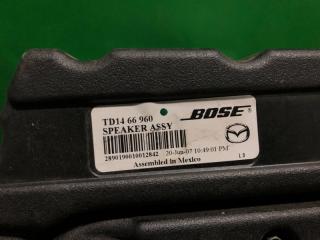 TD14 66 960
SPEAKER ASSY
BOSE
2890190010012842 20-Jun-07 10:49:01 PM
Assembled in Mexico